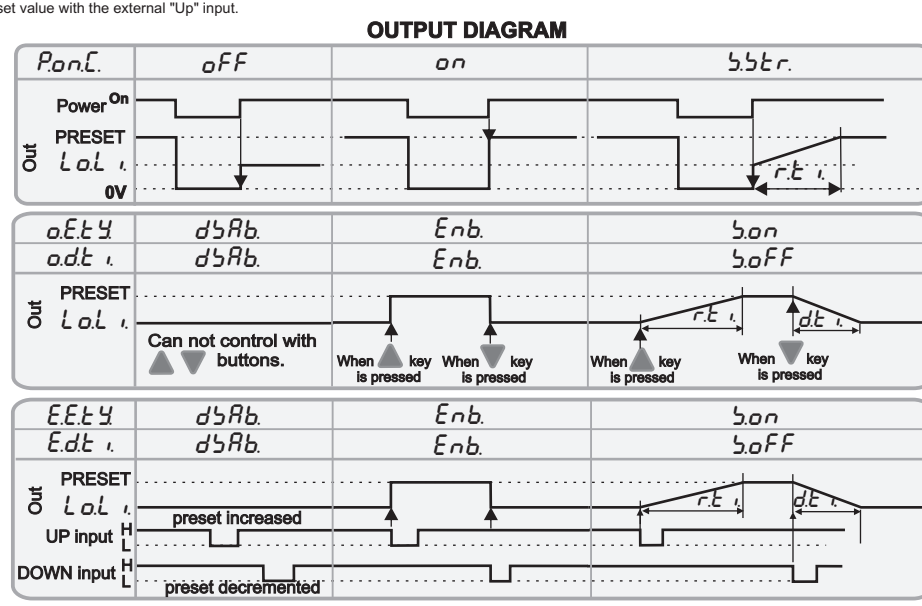 set value with the external "Up" input.
OUTPUT DIAGRAM
P.on.C. oFF on S.Str.
Power On
Out PRESET
Lo.L i. r.t i.
0V
o.E.t Y. dSAb. Enb. S.on
o.d.t i. dSAb. Enb. S.oFF
Out PRESET
Lo.L i. r.t i. d.t i.
Can not control with
buttons.
When key is pressed
When key is pressed
When key is pressed
When key is pressed
E.E.t Y. dSAb. Enb. S.on
E.d.t i. dSAb. Enb. S.oFF
Out PRESET
Lo.L i. r.t i. d.t i.
preset increased
UP input H L
DOWN input H L
preset decremented